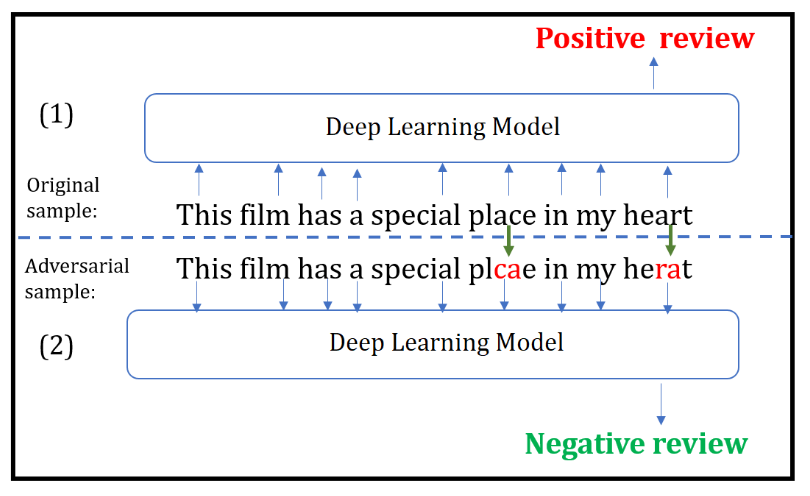 Positive review
(1)
Deep Learning Model
Original
sample:
This film has a special place in my heart
Adversarial
sample:
This film has a special plcae in my herat
(2)
Deep Learning Model
Negative review